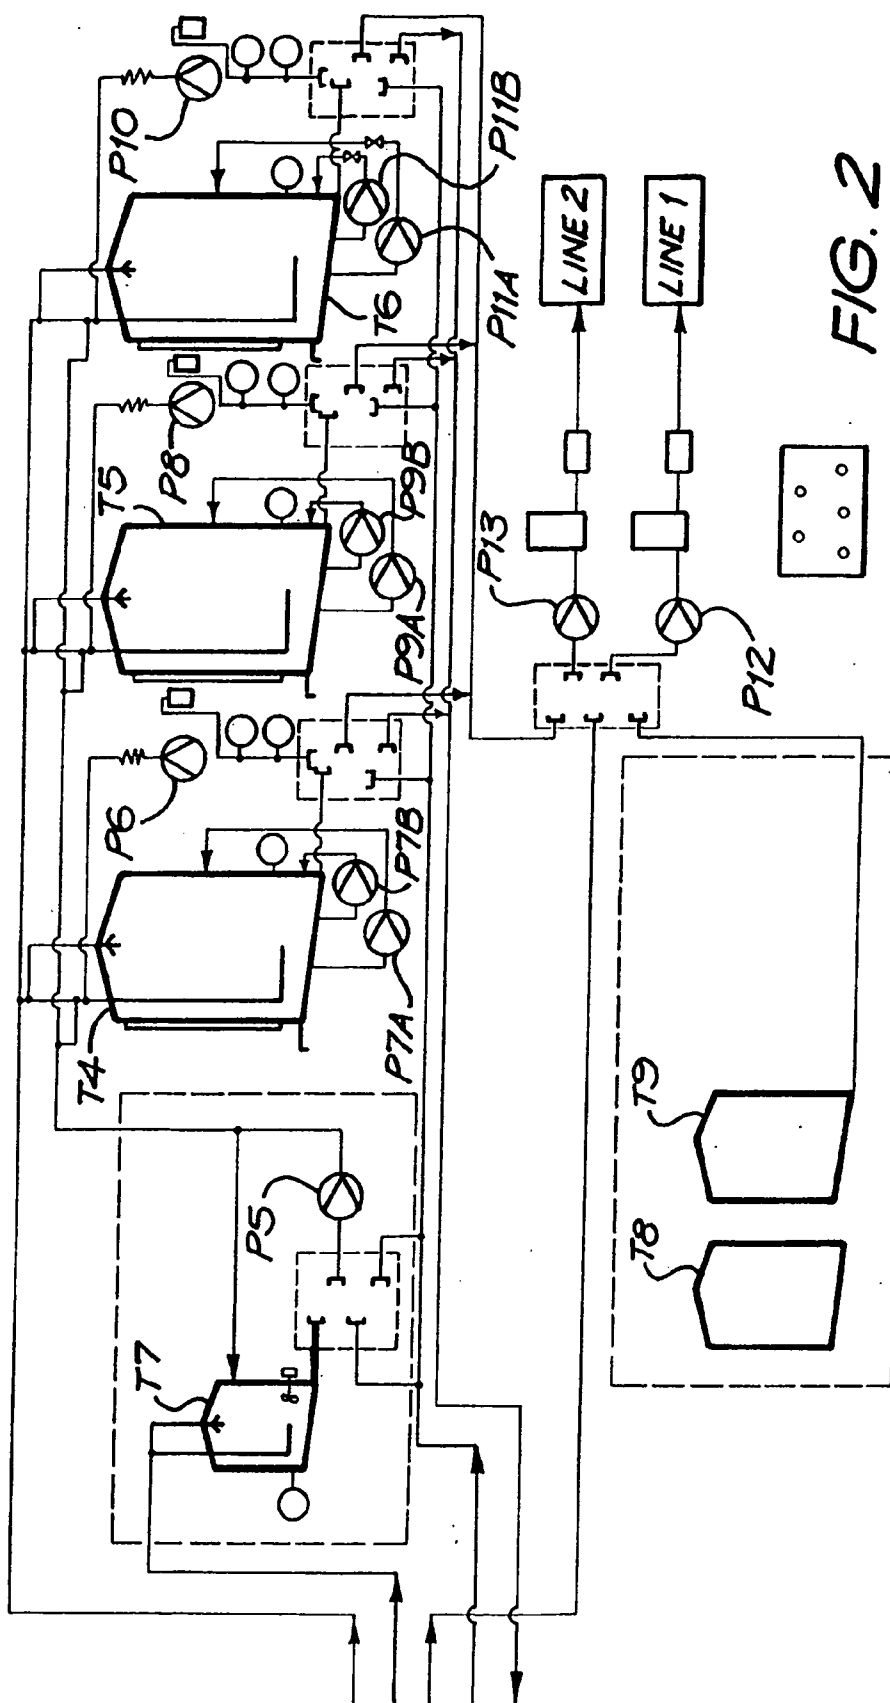 P10
P11B
T6
P11A
P8
T5
P9B
P9A
P6
P7B
T4
P7A
P5
T7
LINE 2
LINE 1
P13
P12
T9
T8
FIG. 2